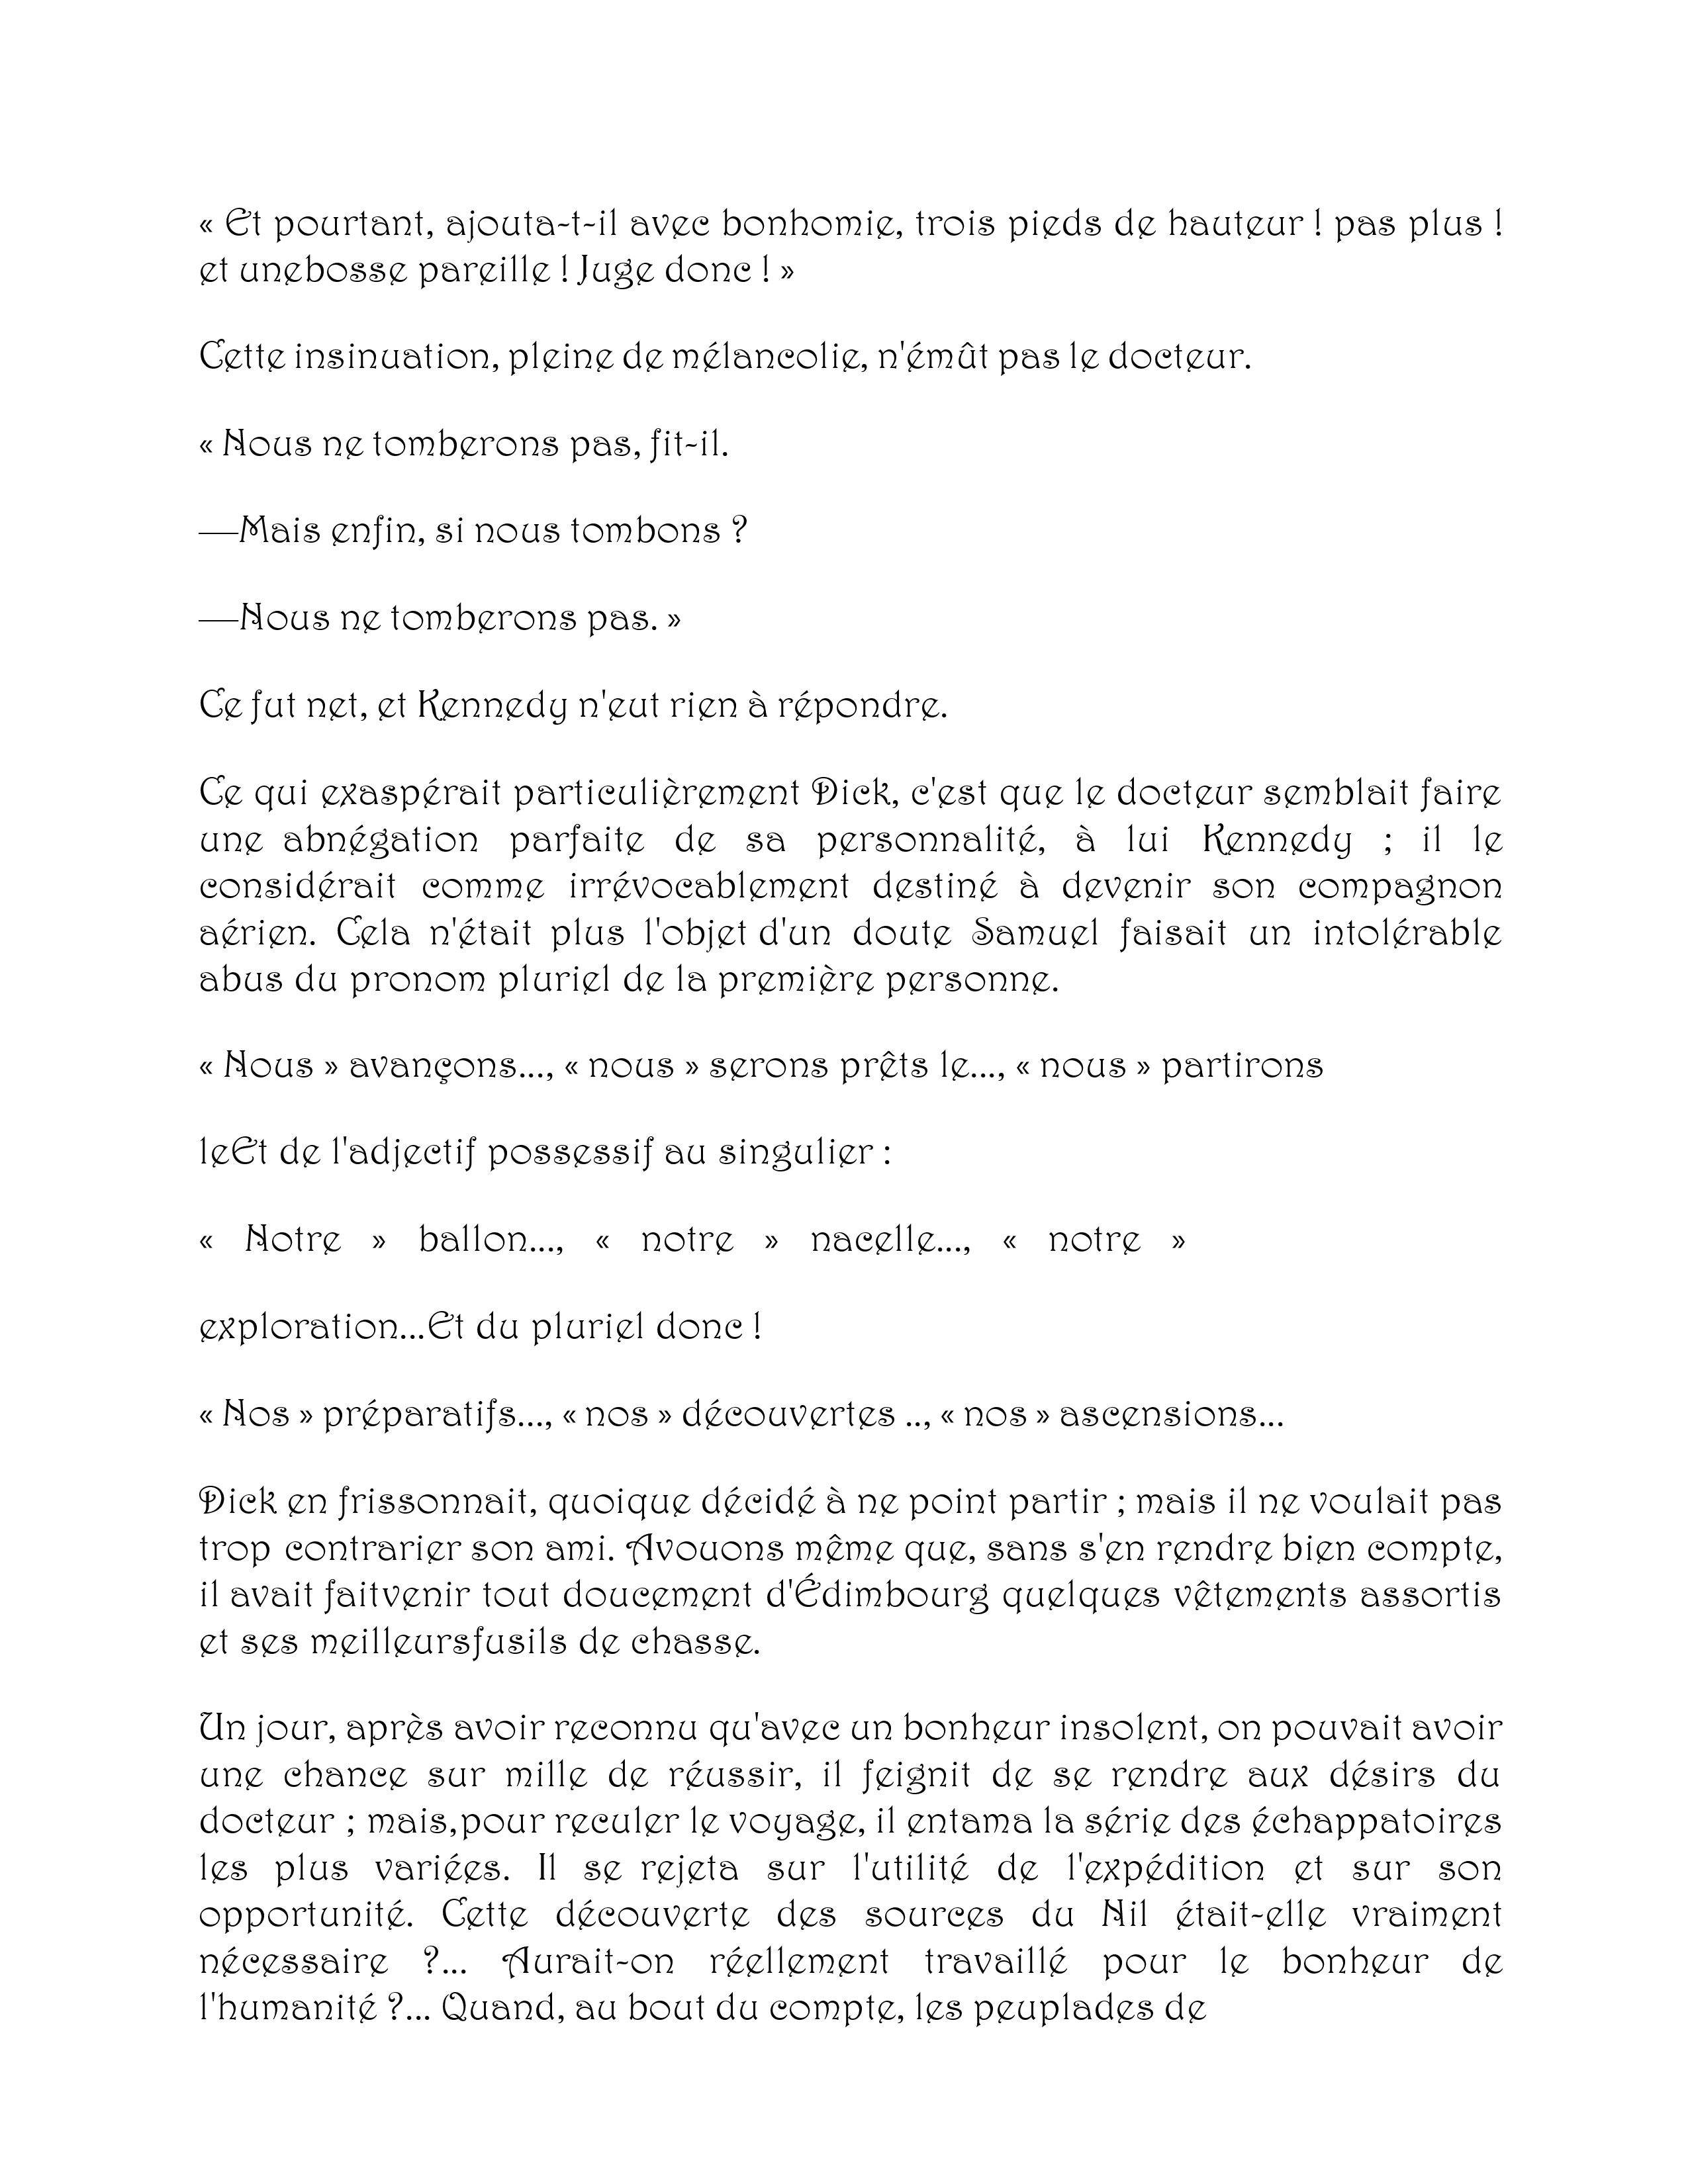 « Et pourtant, ajouta-t-il avec bonhomie, trois pieds de hauteur ! pas plus !
et unebosse pareille ! Juge donc ! »
Cette insinuation, pleine de mélancolie, n'émût pas le docteur.
« Nous ne tomberons pas, fit-il.
—Mais enfin, si nous tombons ?
—Nous ne tomberons pas. »
Ce fut net, et Kennedy n'eut rien à répondre.
Ce qui exaspérait particulièrement Dick, c'est que le docteur semblait faire
une abnégation parfaite de sa personnalité, à lui Kennedy ; il le
considérait comme irrévocablement destiné à devenir son compagnon
aérien. Cela n'était plus l'objet d'un doute Samuel faisait un intolérable
abus du pronom pluriel de la première personne.
« Nous » avançons..., « nous » serons prêts le..., « nous » partirons
leEt de l'adjectif possessif au singulier :
« Notre » ballon..., « notre » nacelle..., « notre »
exploration...Et du pluriel donc !
« Nos » préparatifs..., « nos » découvertes .., « nos » ascensions...
Dick en frissonnait, quoique décidé à ne point partir ; mais il ne voulait pas
trop contrarier son ami. Avouons même que, sans s'en rendre bien compte,
il avait faitvenir tout doucement d'Édimbourg quelques vêtements assortis
et ses meilleursfusils de chasse.
Un jour, après avoir reconnu qu'avec un bonheur insolent, on pouvait avoir
une chance sur mille de réussir, il feignit de se rendre aux désirs du
docteur ; mais,pour reculer le voyage, il entama la série des échappatoires
les plus variées. Il se rejeta sur l'utilité de l'expédition et sur son
opportunité. Cette découverte des sources du Nil était-elle vraiment
nécessaire ?... Aurait-on réellement travaillé pour le bonheur de
l'humanité ?... Quand, au bout du compte, les peuplades de